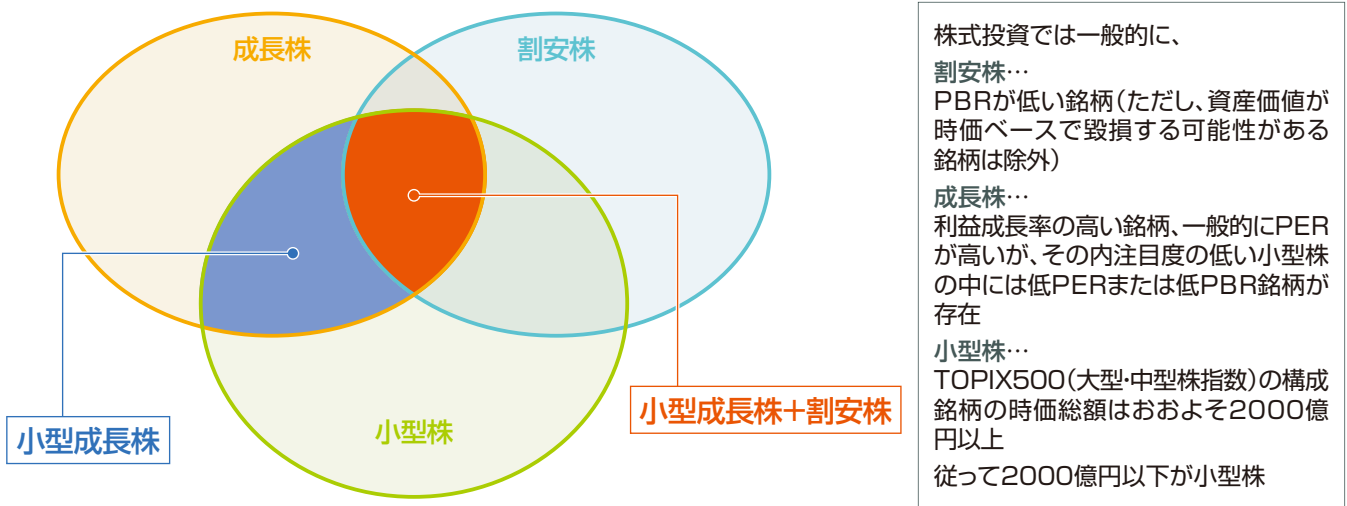 成長株
割安株
小型株
小型成長株
小型成長株+割安株
株式投資では一般的に、
割安株…
PBRが低い銘柄(ただし、資産価値が
時価ベースで毀損する可能性がある
銘柄は除外)
成長株…
利益成長率の高い銘柄、一般的にPER
が高いが、その内注目度の低い小型株
の中には低PERまたは低PBR銘柄が
存在
小型株…
TOPIX500(大型・中型株指数)の構成
銘柄の時価総額はおおよそ2000億
円以上
従って2000億円以下が小型株